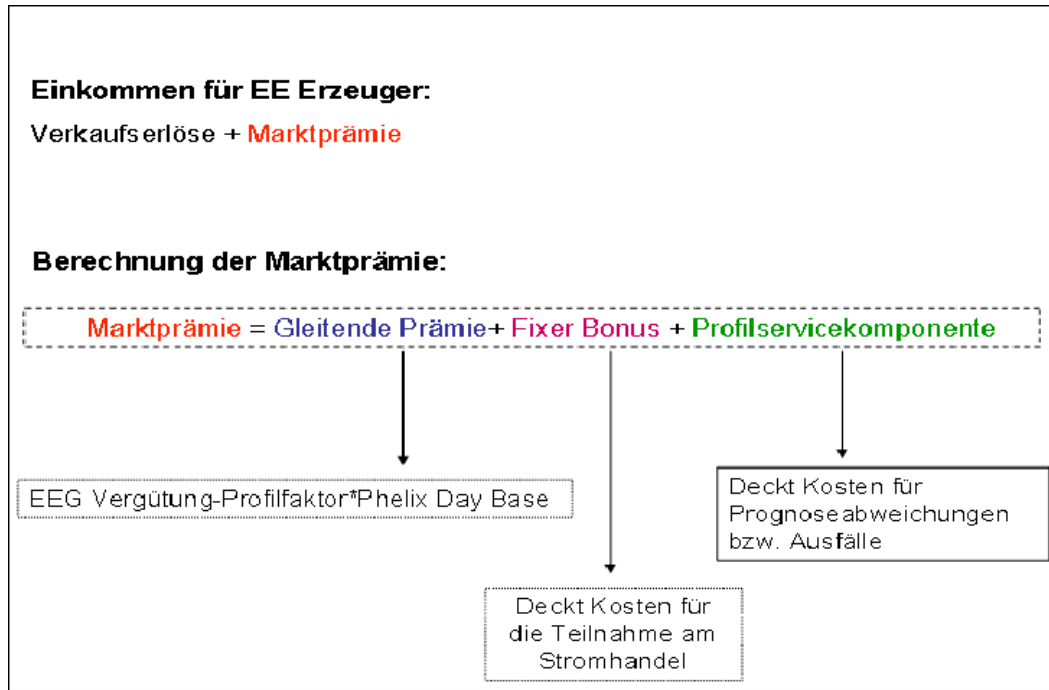 Einkommen für EE Erzeuger:
Verkaufserlöse + Marktprämie
Berechnung der Marktprämie:
Marktprämie = Gleitende Prämie+ Fixer Bonus + Profilservicekomponente
EEG Vergütung-Profilfaktor*Phelix Day Base
Deckt Kosten für
Prognoseabweichungen
bzw. Ausfälle
Deckt Kosten für
die Teilnahme am
Stromhandel